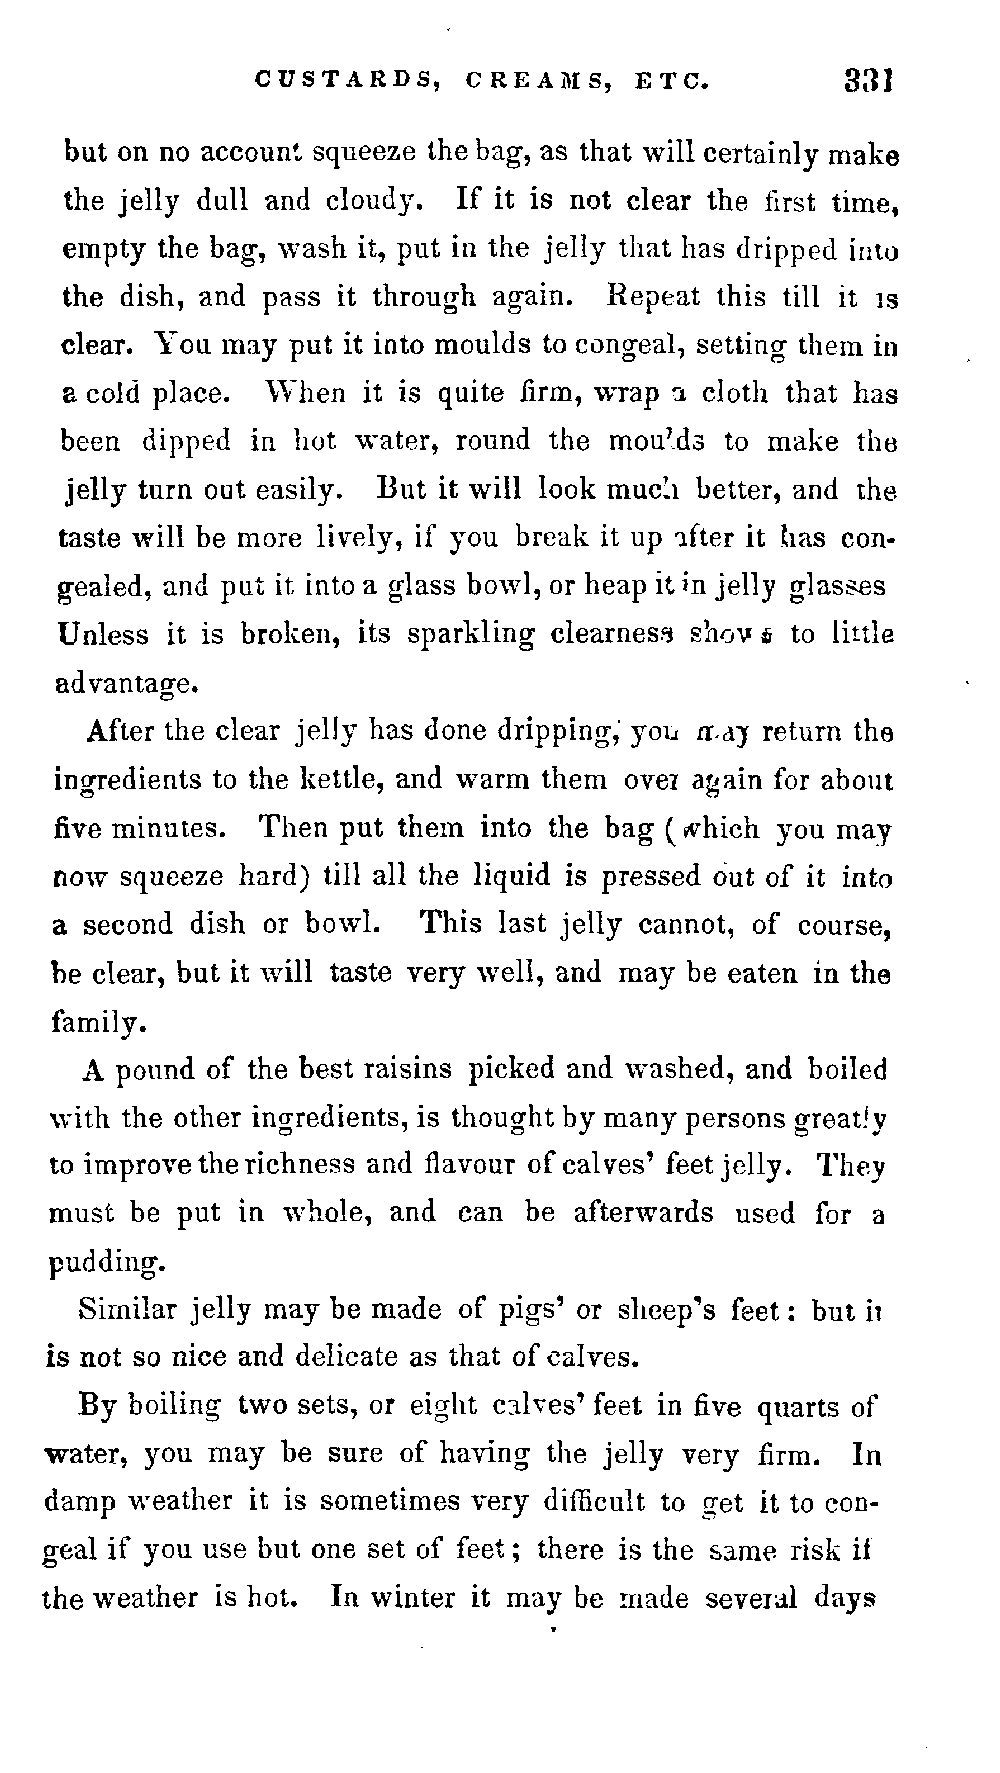 CUSTARDS, CREAMS, ETC. 331
but on no account squeeze the bag, as that will certainly make
the jelly dull and cloudy. If it is not clear the first time,
empty the bag, wash it, put in the jelly that has dripped into
the dish, and pass it through again. Repeat this till it is
clear. You may put it into moulds to congeal, setting them in
a cold place. When it is quite firm, wrap a cloth that has
been dipped in hot water, round the moulds to make the
jelly turn out easily. But it will look much better, and the
taste will be more lively, if you break it up after it has con-
gealed, and put it into a glass bowl, or heap it in jelly glasses
Unless it is broken, its sparkling clearness shows to little
advantage.
After the clear jelly has done dripping, you may return the
ingredients to the kettle, and warm them over again for about
five minutes. Then put them into the bag (which you may
now squeeze hard) till all the liquid is pressed out of it into
a second dish or bowl. This last jelly cannot, of course,
be clear, but it will taste very well, and may be eaten in the
family.
A pound of the best raisins picked and washed, and boiled
with the other ingredients, is thought by many persons greatly
to improve the richness and flavour of calves' feet jelly. They
must be put in whole, and can be afterwards used for a
pudding.
Similar jelly may be made of pigs' or sheep's feet: but it
is not so nice and delicate as that of calves.
By boiling two sets, or eight calves' feet in five quarts of
water, you may be sure of having the jelly very firm. In
damp weather it is sometimes very difficult to get it to con-
geal if you use but one set of feet; there is the same risk if
the weather is hot. In winter it may be made several days